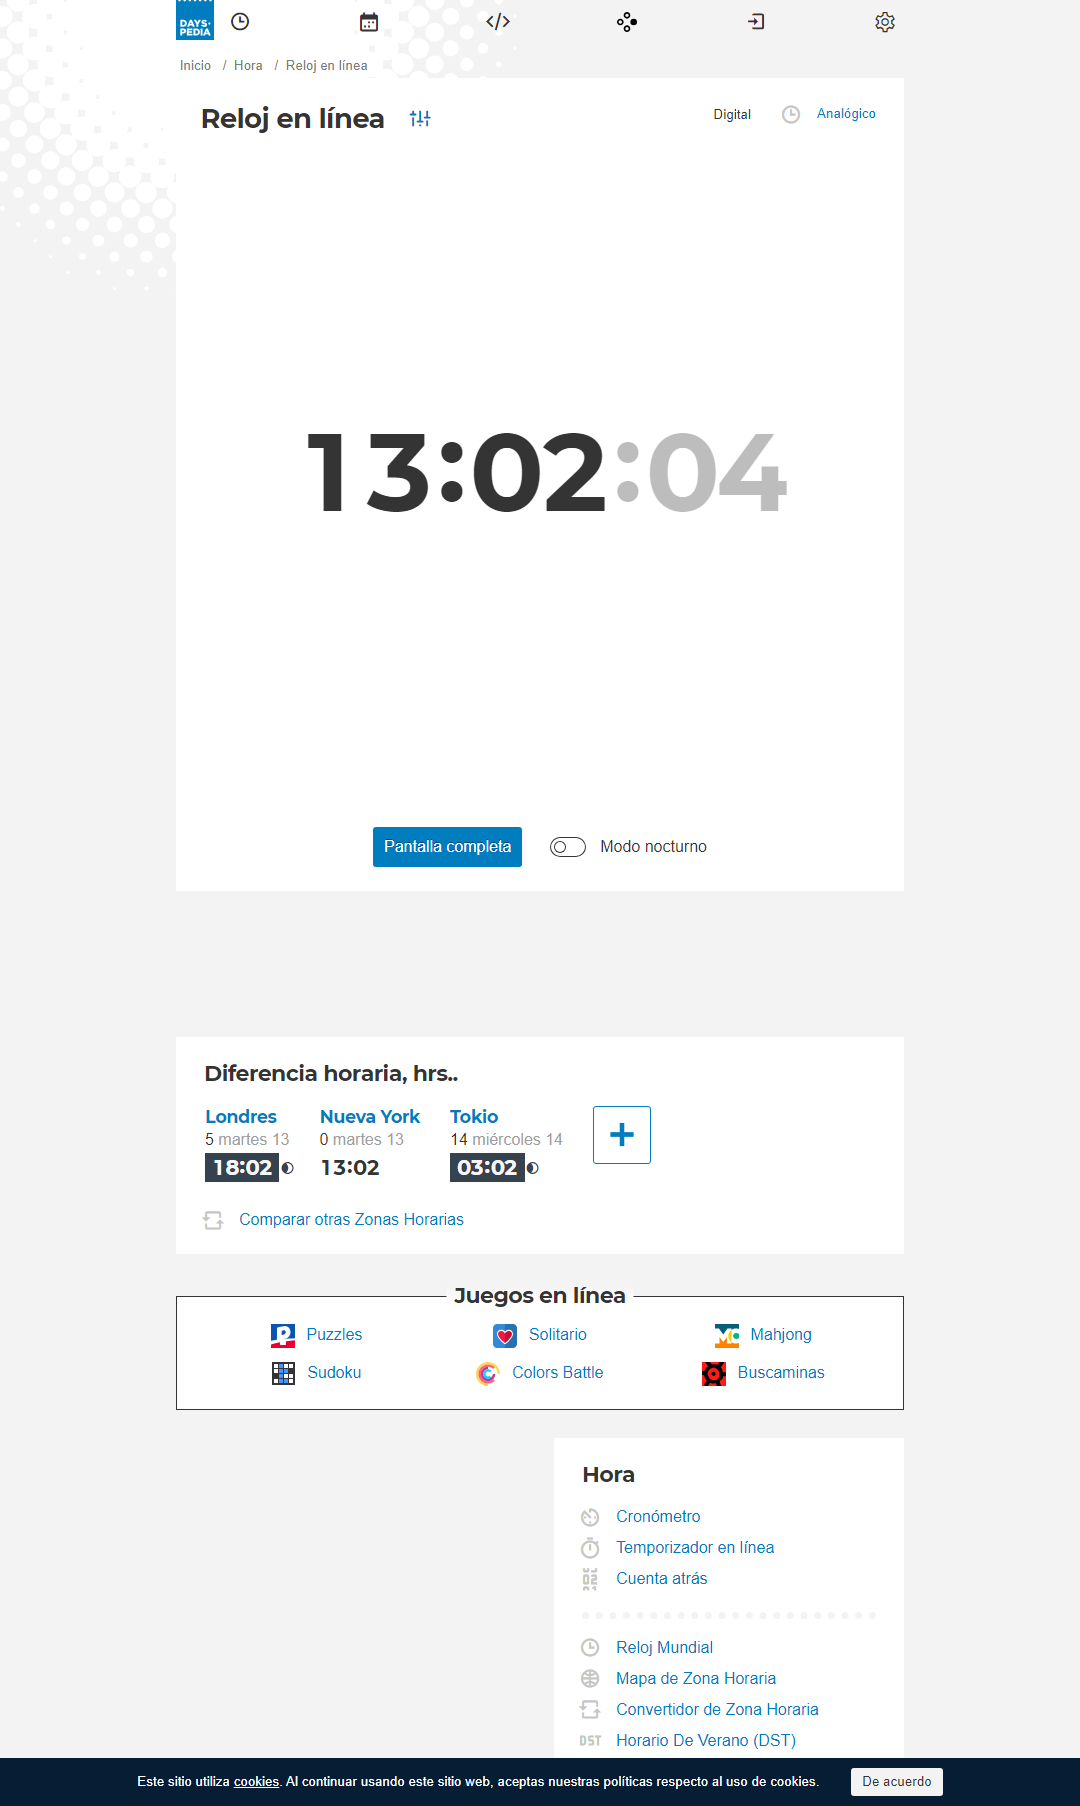 DAYS·
PEDIA
Inicio / Hora / Reloj en línea
Reloj en línea
Digital
Analógico
13:02:04
Pantalla completa
Modo nocturno
Diferencia horaria, hrs..
Londres
5 martes 13
18:02
Nueva York
0 martes 13
13:02
Tokio
14 miércoles 14
03:02
Comparar otras Zonas Horarias
Juegos en línea
Puzzles
Solitario
Mahjong
Sudoku
Colors Battle
Buscaminas
Hora
Cronómetro
Temporizador en línea
02
Cuenta atrás
Reloj Mundial
Mapa de Zona Horaria
Convertidor de Zona Horaria
DST
Horario De Verano (DST)
Este sitio utiliza cookies. Al continuar usando este sitio web, aceptas nuestras políticas respecto al uso de cookies.
De acuerdo